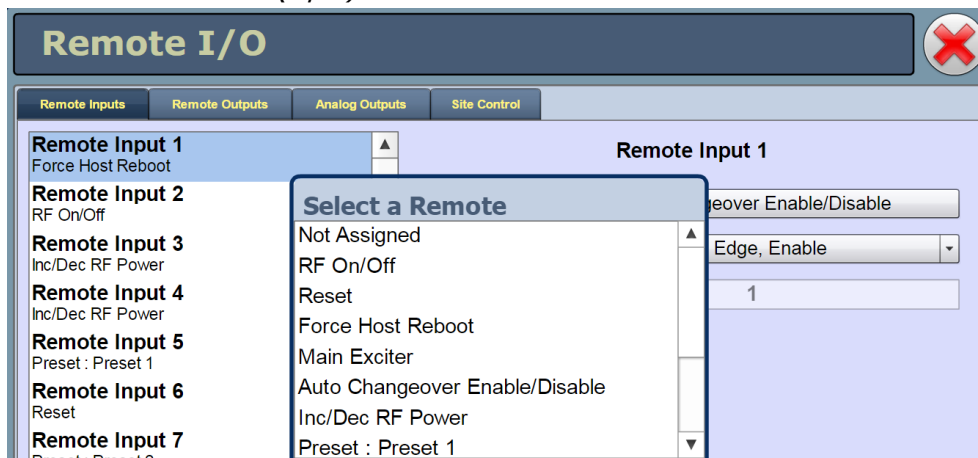 Remote I/O
Remote Inputs Remote Outputs Analog Outputs Site Control
Remote Input 1
Force Host Reboot
Remote Input 2
RF On/Off
Remote Input 3
Inc/Dec RF Power
Remote Input 4
Inc/Dec RF Power
Remote Input 5
Preset : Preset 1
Remote Input 6
Reset
Remote Input 7
Select a Remote
Not Assigned
RF On/Off
Reset
Force Host Reboot
Main Exciter
Auto Changeover Enable/Disable
Inc/Dec RF Power
Preset : Preset 1
Remote Input 1
eover Enable/Disable
Edge, Enable
1